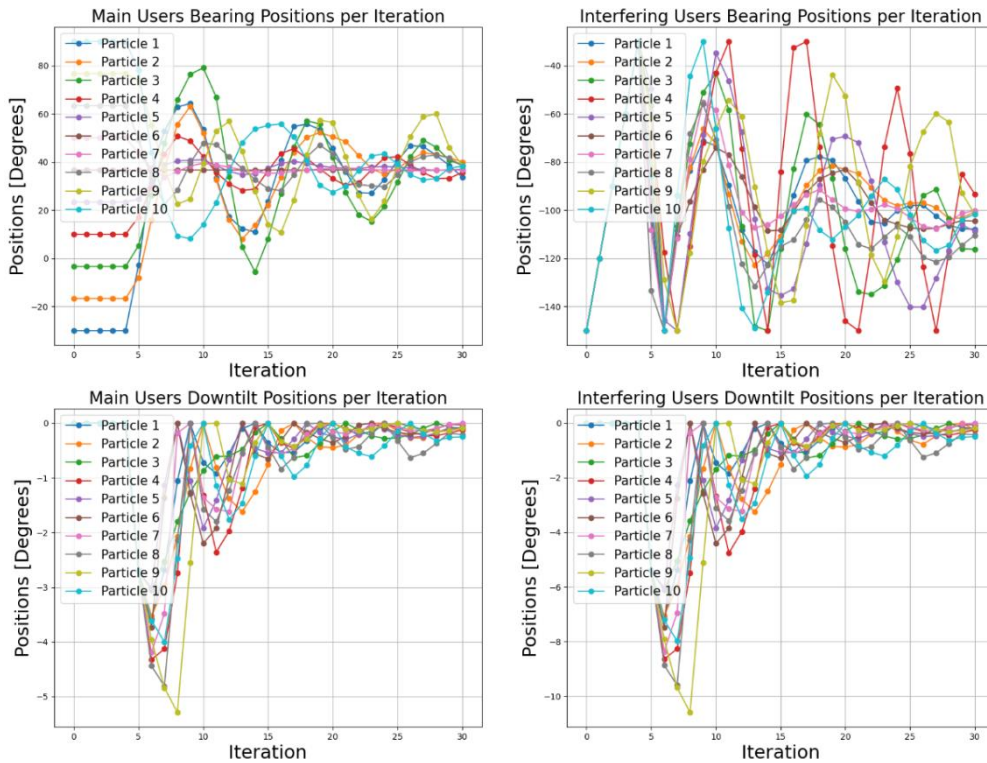 Main Users Bearing Positions per Iteration
Positions [Degrees]
80
60
40
20
0
−20
Particle 1
Particle 2
Particle 3
Particle 4
Particle 5
Particle 6
Particle 7
Particle 8
Particle 9
Particle 10
0 5 10 15 20 25 30
Iteration
Interfering Users Bearing Positions per Iteration
Positions [Degrees]
−40
−60
−80
−100
−120
−140
Particle 1
Particle 2
Particle 3
Particle 4
Particle 5
Particle 6
Particle 7
Particle 8
Particle 9
Particle 10
0 5 10 15 20 25 30
Iteration
Main Users Downtilt Positions per Iteration
Positions [Degrees]
0
−1
−2
−3
−4
−5
Particle 1
Particle 2
Particle 3
Particle 4
Particle 5
Particle 6
Particle 7
Particle 8
Particle 9
Particle 10
0 5 10 15 20 25 30
Iteration
Interfering Users Downtilt Positions per Iteration
Positions [Degrees]
0
−2
−4
−6
−8
−10
Particle 1
Particle 2
Particle 3
Particle 4
Particle 5
Particle 6
Particle 7
Particle 8
Particle 9
Particle 10
0 5 10 15 20 25 30
Iteration